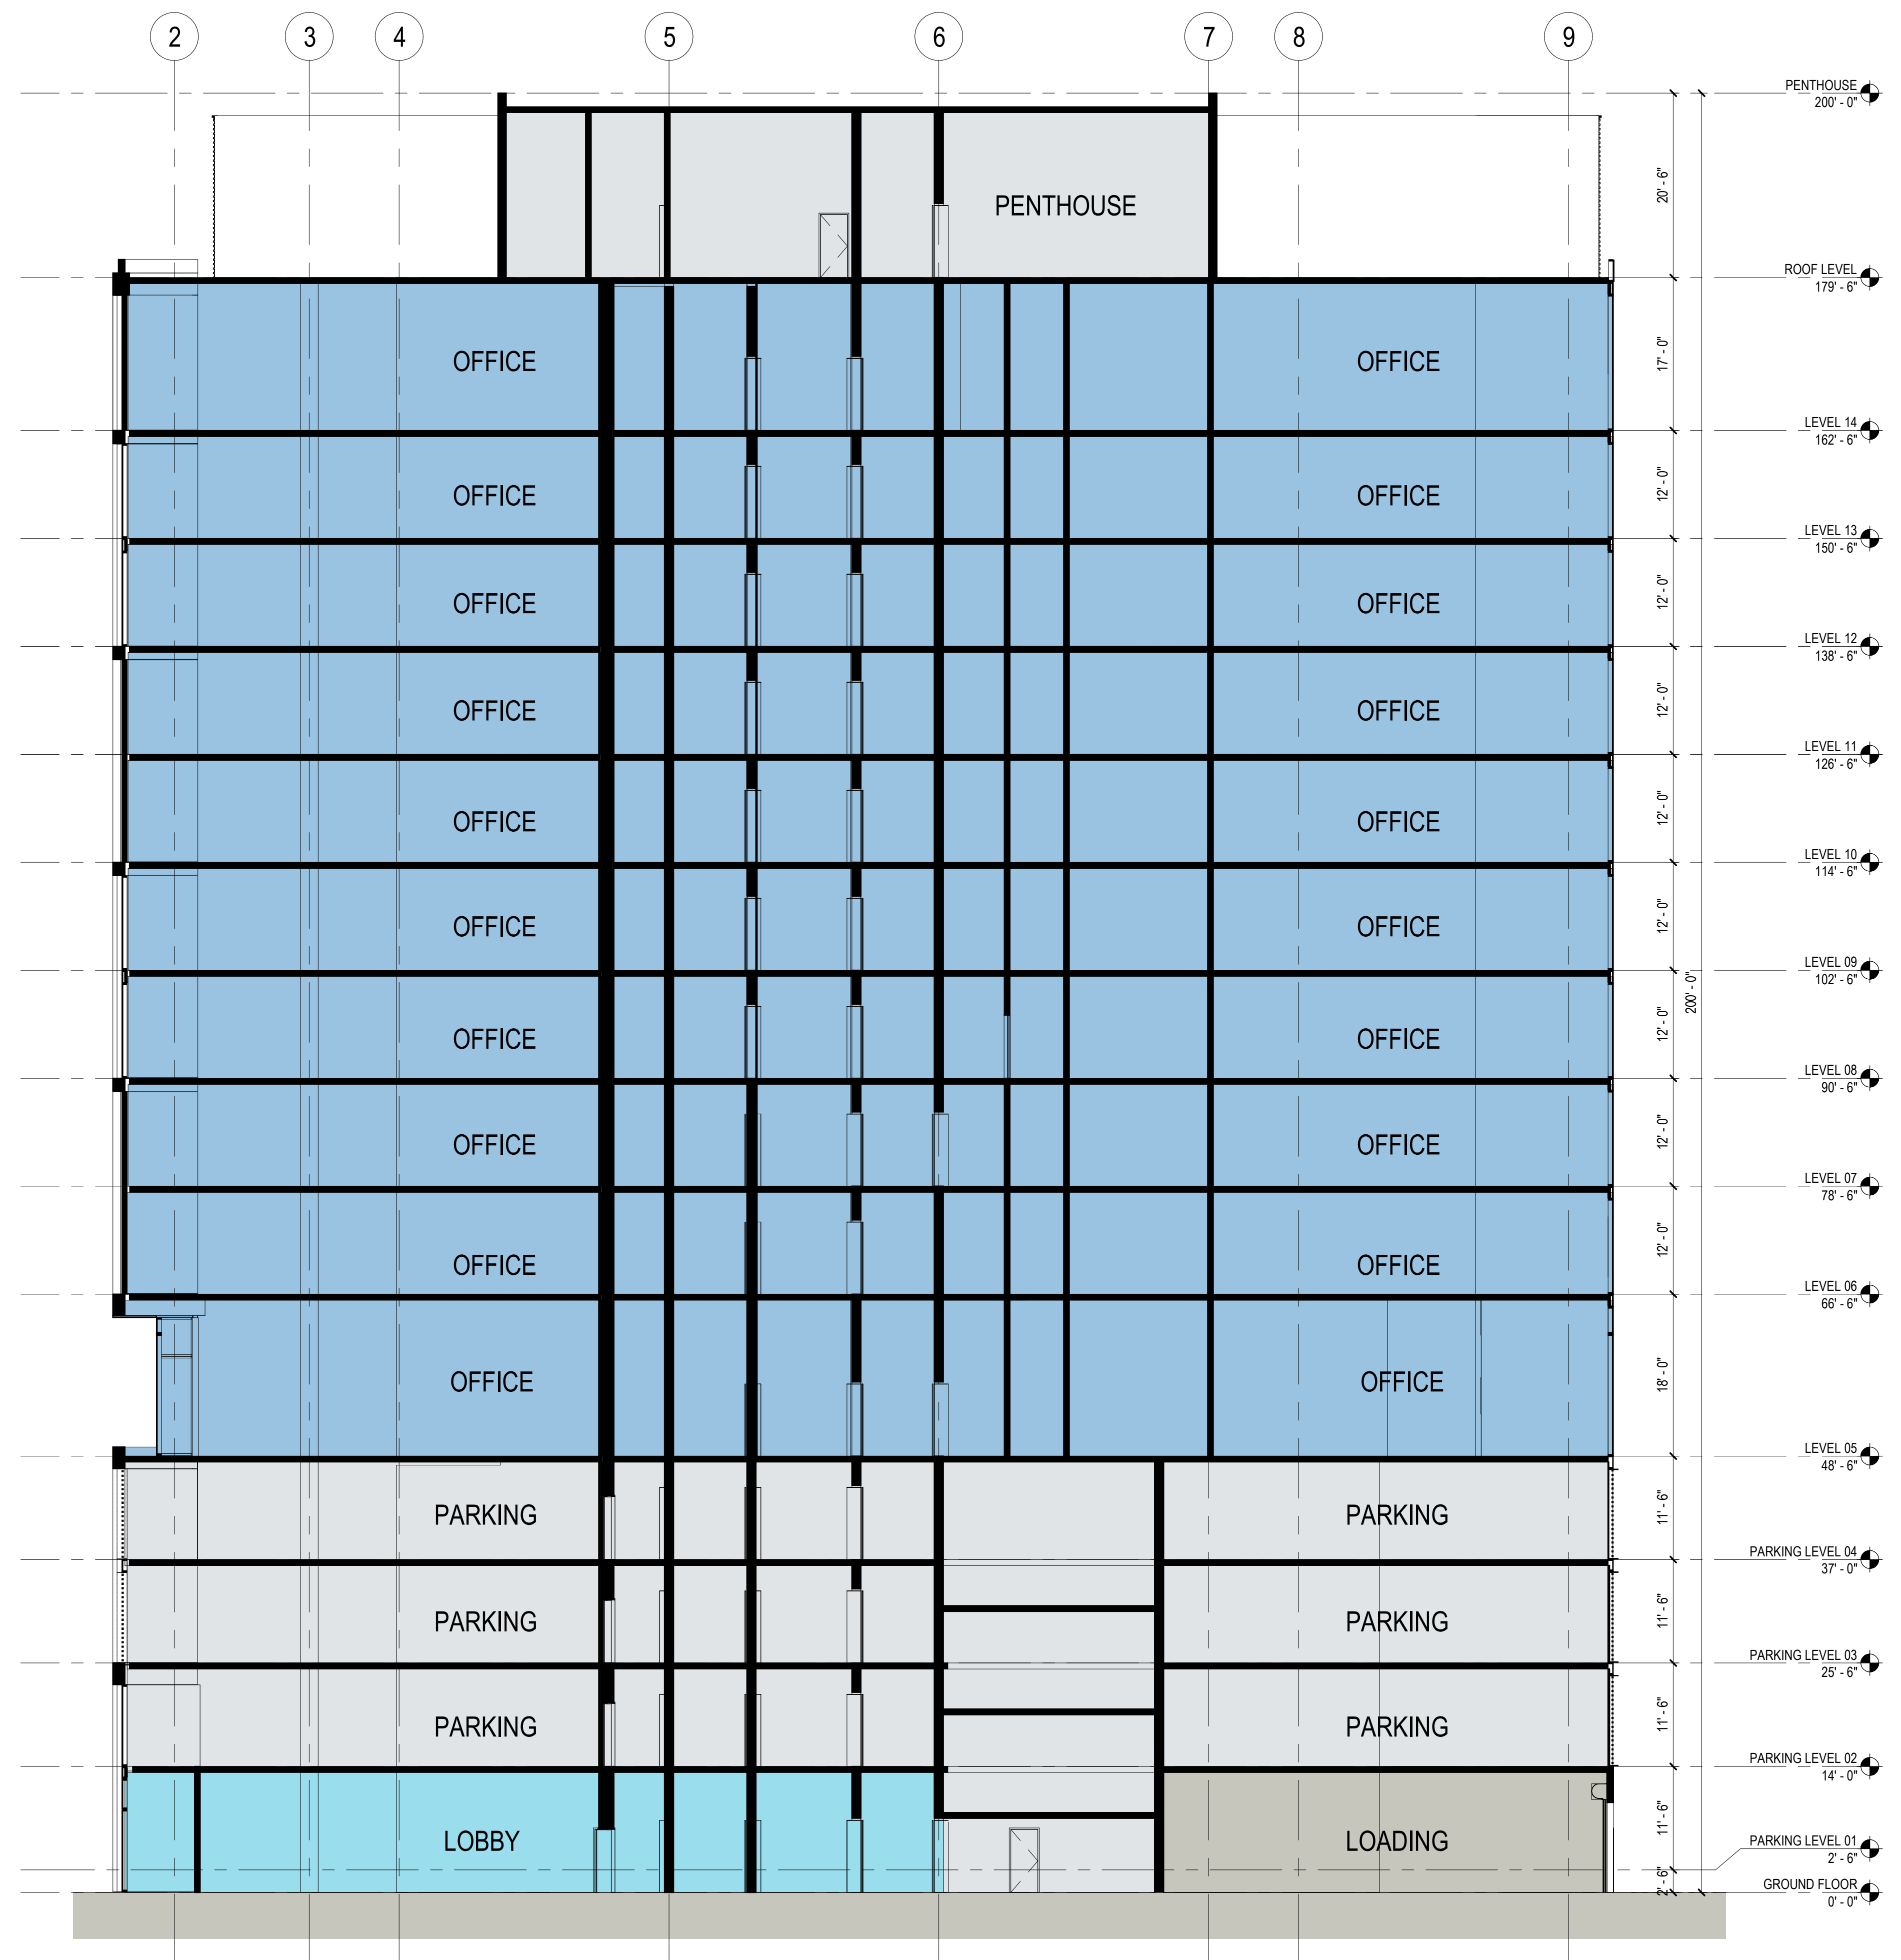 2 3 4 5 6 7 8 9
PENTHOUSE
200' - 0"
20' - 6"
PENTHOUSE
ROOF LEVEL
179' - 6"
17' - 0"
OFFICE OFFICE
LEVEL 14
162' - 6"
12' - 0"
OFFICE OFFICE
LEVEL 13
150' - 6"
12' - 0"
OFFICE OFFICE
LEVEL 12
138' - 6"
12' - 0"
OFFICE OFFICE
LEVEL 11
126' - 6"
12' - 0"
OFFICE OFFICE
LEVEL 10
114' - 6"
12' - 0"
OFFICE OFFICE
LEVEL 09
102' - 6"
200' - 0"
12' - 0"
OFFICE OFFICE
LEVEL 08
90' - 6"
12' - 0"
OFFICE OFFICE
LEVEL 07
78' - 6"
12' - 0"
OFFICE OFFICE
LEVEL 06
66' - 6"
18' - 0"
OFFICE OFFICE
LEVEL 05
48' - 6"
11' - 6"
PARKING PARKING
PARKING LEVEL 04
37' - 0"
11' - 6"
PARKING PARKING
PARKING LEVEL 03
25' - 6"
11' - 6"
PARKING PARKING
PARKING LEVEL 02
14' - 0"
11' - 6"
LOBBY LOADING
PARKING LEVEL 01
2' - 6"
2' - 6"
GROUND FLOOR
0' - 0"